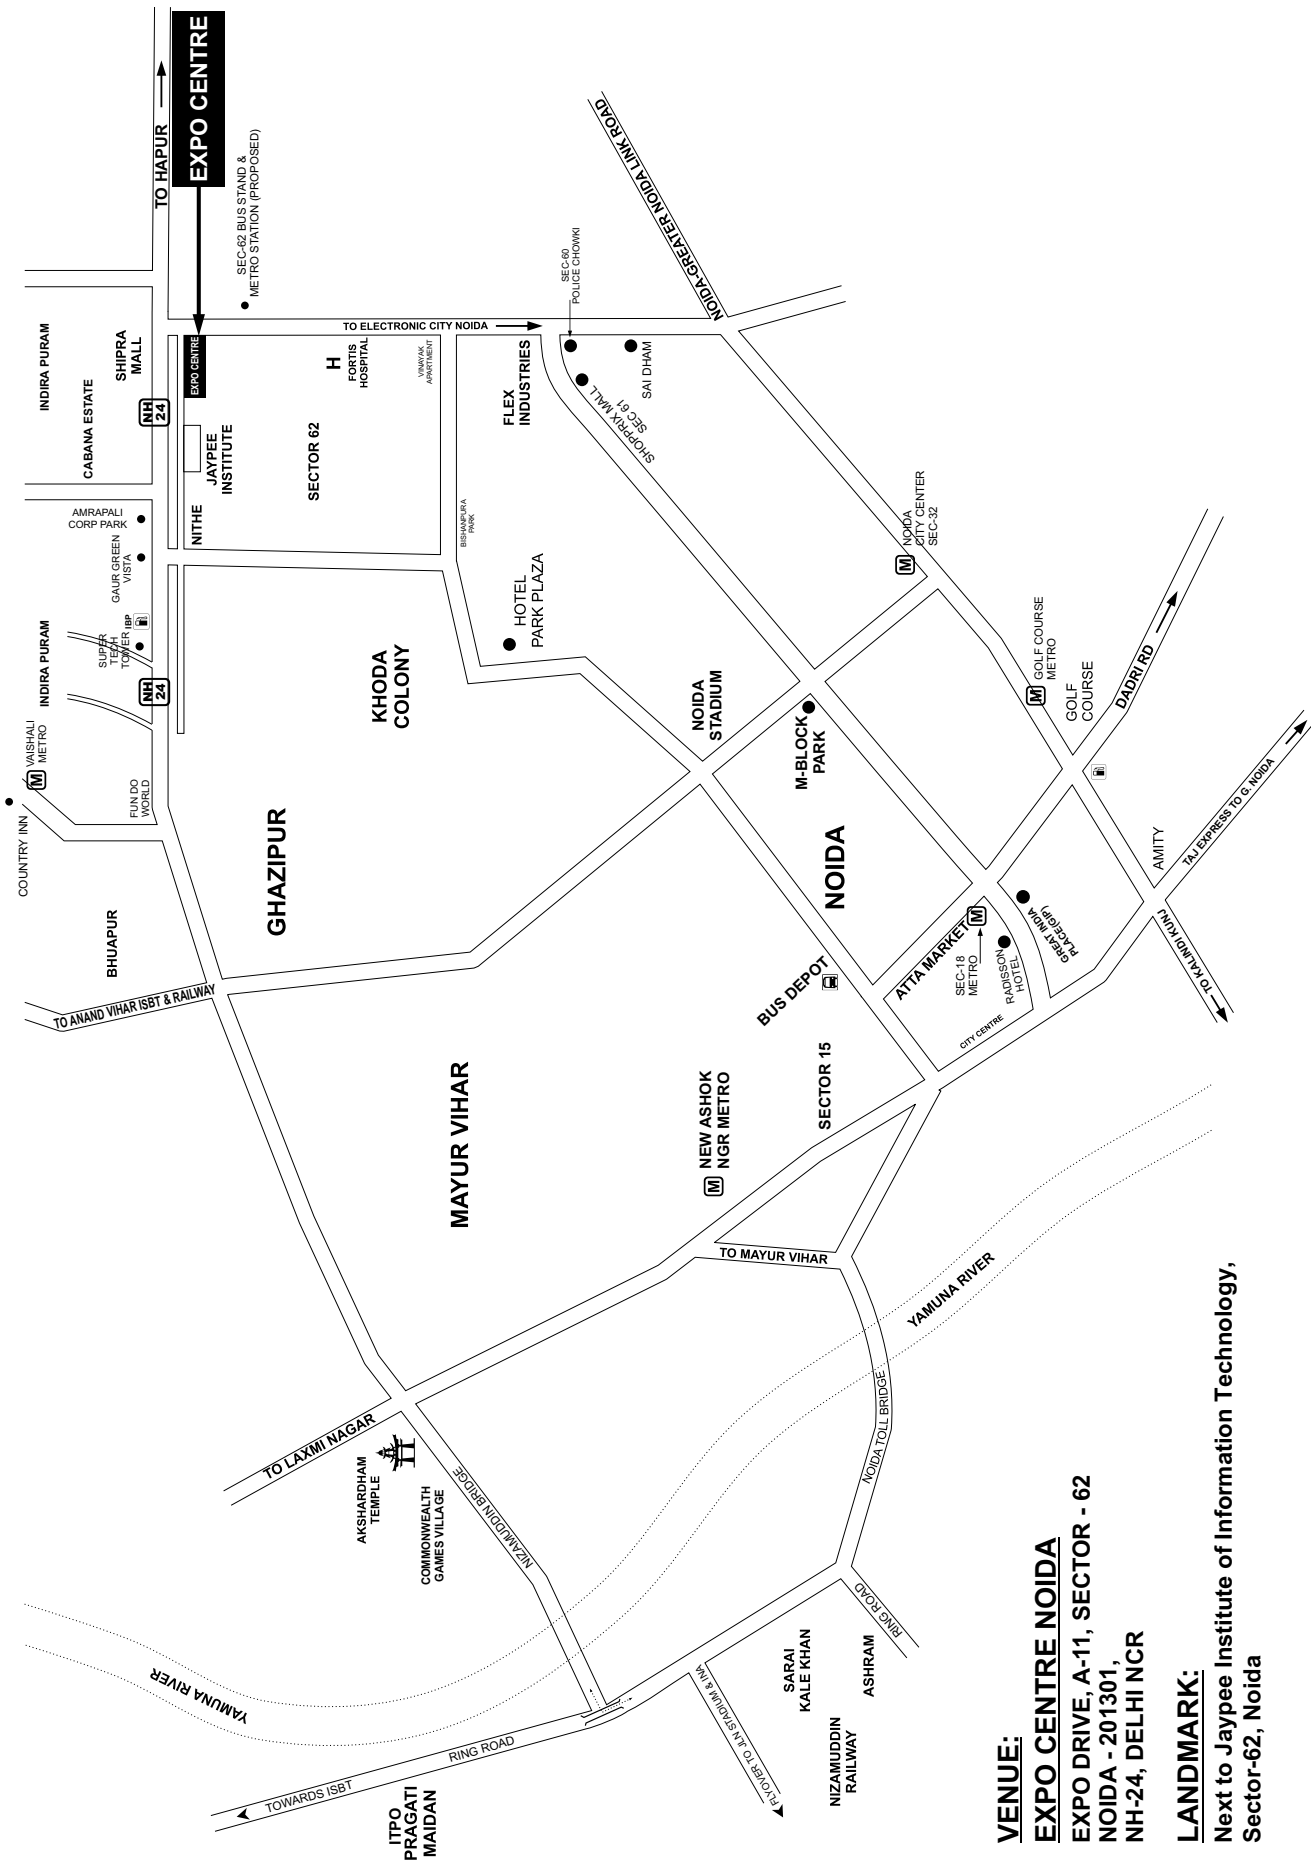 COUNTRY INN
M
VAISHALI
METRO
INDIRA PURAM
INDIRA PURAM
CABANA ESTATE
SHIPRA
MALL
BHUAPUR
FUN DO
WORLD
SUPER
TECH
TOWER
IBP
GAUR GREEN
VISTA
AMRAPALI
CORP PARK
NH
24
NH
24
TO HAPUR
EXPO CENTRE
EXPO CENTRE
SEC-62 BUS STAND &
METRO STATION (PROPOSED)
TO ANAND VIHAR ISBT & RAILWAY
GHAZIPUR
NITHE
JAYPEE
INSTITUTE
SECTOR 62
H
FORTIS
HOSPITAL
TO ELECTRONIC CITY NOIDA
VINAYAK
APARTMENT
KHODA
COLONY
BISHANPURA
PARK
HOTEL
PARK PLAZA
FLEX
INDUSTRIES
SEC-60
POLICE CHOWKI
SHOPPRIX MALL
SEC 61
SAI DHAM
NOIDA-GREATER NOIDA LINK ROAD
TO LAXMI NAGAR
AKSHARDHAM
TEMPLE
COMMONWEALTH
GAMES VILLAGE
NIZAMUDDIN BRIDGE
MAYUR VIHAR
NOIDA
STADIUM
M-BLOCK
PARK
NOIDA
M
NOIDA
CITY CENTER
SEC-32
M
GOLF COURSE
METRO
GOLF
COURSE
DADRI RD
M
NEW ASHOK
NGR METRO
SECTOR 15
BUS DEPOT
ATTA MARKET
M
SEC-18
METRO
RADISSON
HOTEL
GREAT INDIA
PLACE(GIP)
CITY CENTRE
AMITY
TAJ EXPRESS TO G. NOIDA
TO KALINDI KUNJ
TO MAYUR VIHAR
YAMUNA RIVER
YAMUNA RIVER
NOIDA TOLL BRIDGE
RING ROAD
TOWARDS ISBT
RING ROAD
ITPO
PRAGATI
MAIDAN
FLYOVER TO JLN STADIUM & INA
SARAI
KALE KHAN
NIZAMUDDIN
RAILWAY
ASHRAM
VENUE:
EXPO CENTRE NOIDA
EXPO DRIVE, A-11, SECTOR - 62
NOIDA - 201301,
NH-24, DELHI NCR
LANDMARK:
Next to Jaypee Institute of Information Technology,
Sector-62, Noida